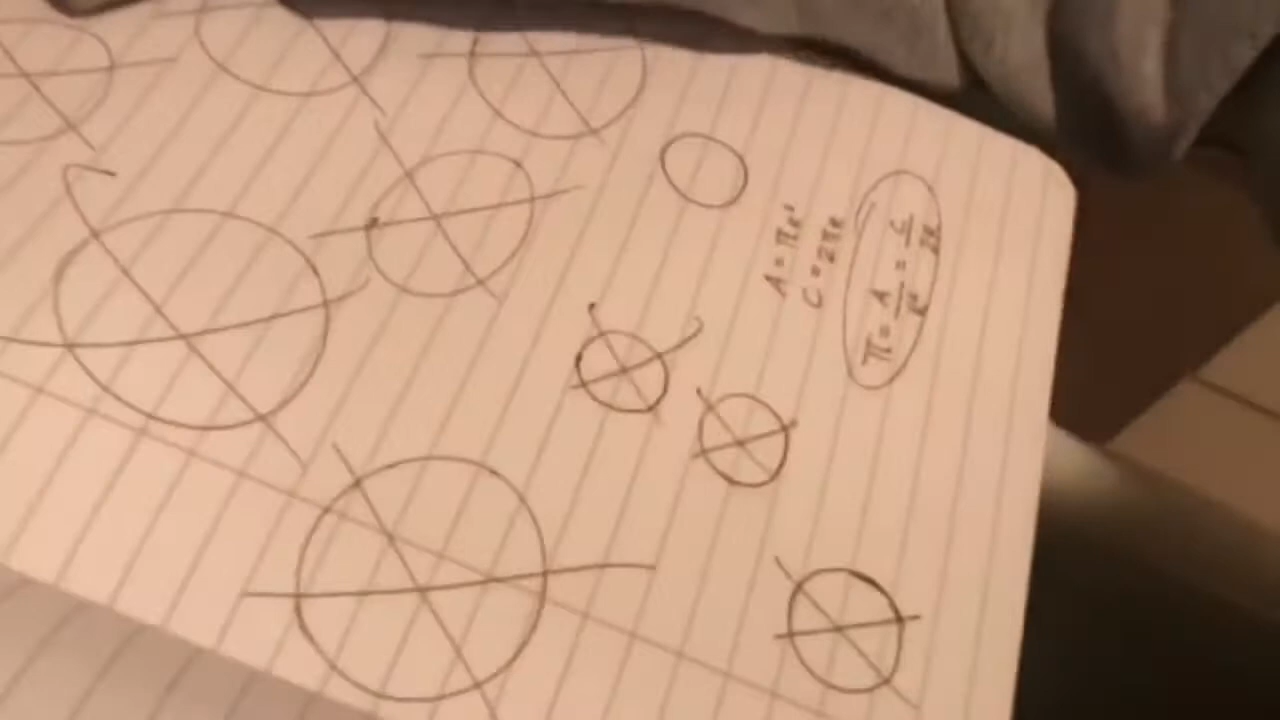 A = πr²
C = 2πr
π = A/r² = C/2r